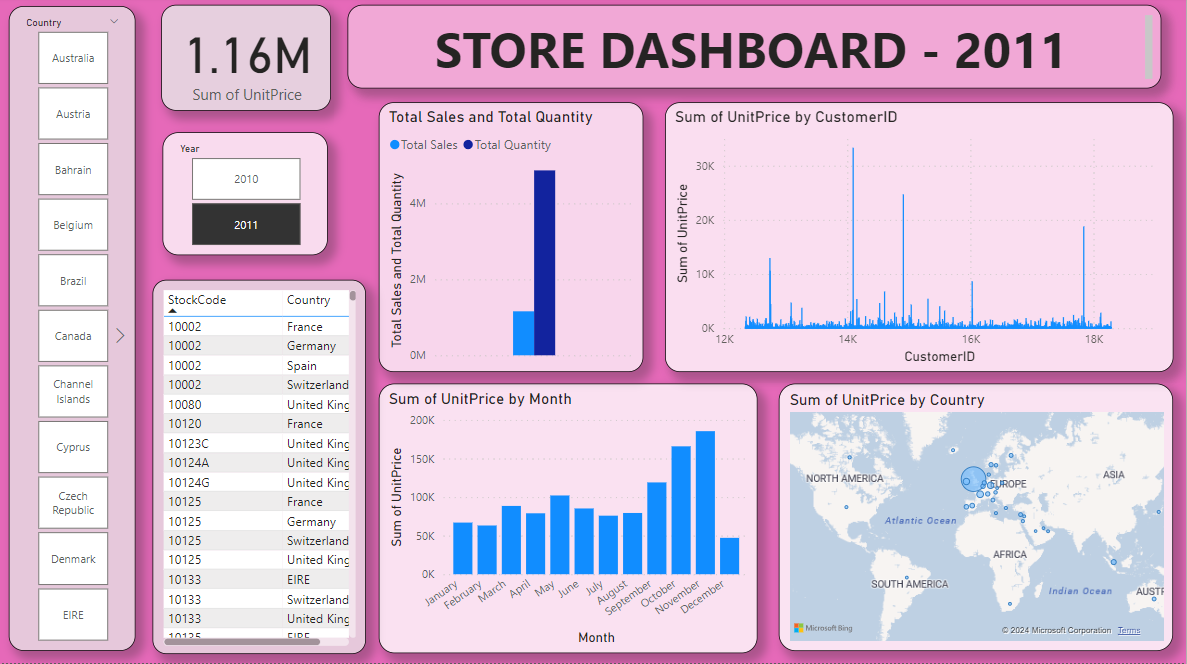 Country
Australia
Austria
Bahrain
Belgium
Brazil
Canada
Channel
Islands
Cyprus
Czech
Republic
Denmark
EIRE
1.16M
Sum of UnitPrice
STORE DASHBOARD - 2011
Year
2010
2011
StockCode Country
10002 France
10002 Germany
10002 Spain
10002 Switzerland
10080 United King
10120 France
10123C United King
10124A United King
10124G United King
10125 France
10125 Germany
10125 Switzerland
10125 United King
10133 EIRE
10133 Switzerland
10133 United King
10135 EIRE
Total Sales and Total Quantity
Total Sales Total Quantity
Total Sales and Total Quantity
4M
2M
0M
Sum of UnitPrice by CustomerID
Sum of UnitPrice
30K
20K
10K
0K
12K 14K 16K 18K
CustomerID
Sum of UnitPrice by Month
Sum of UnitPrice
200K
150K
100K
50K
0K
January February March April May June July August September October November December
Month
Sum of UnitPrice by Country
NORTH AMERICA
EUROPE
ASIA
Atlantic Ocean
AFRICA
SOUTH AMERICA
Indian Ocean
AUSTR
Microsoft Bing
© 2024 Microsoft Corporation Terms